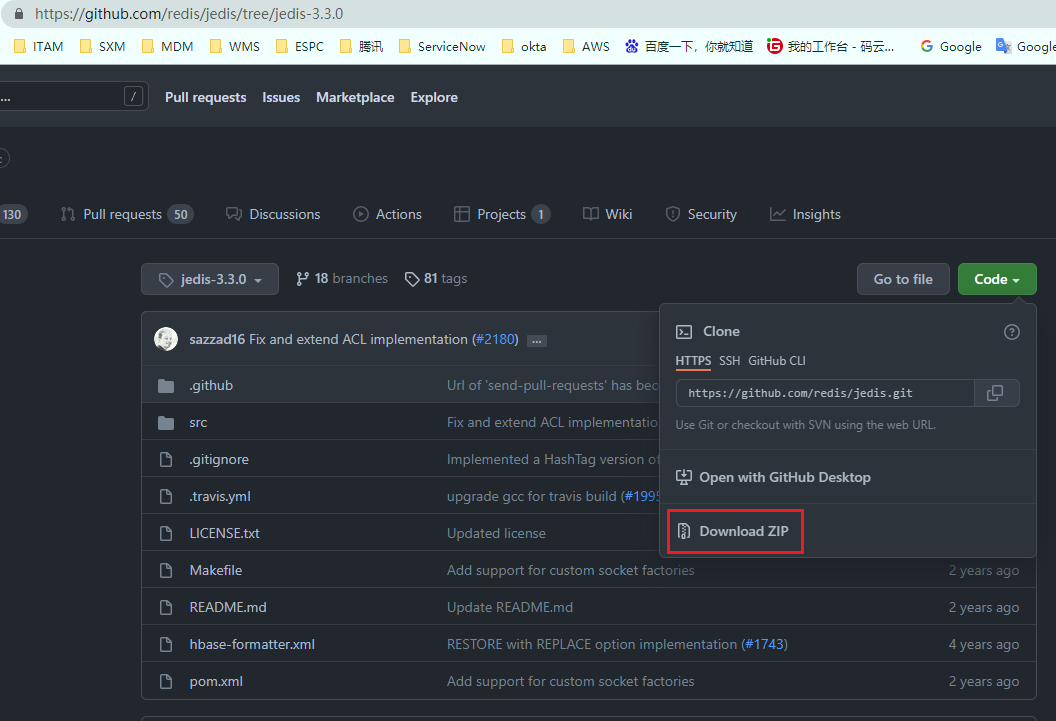 https://github.com/redis/jedis/tree/jedis-3.3.0
ITAM SXM MDM WMS ESPC 腾讯 ServiceNow okta AWS 百度一下，你就知道 我的工作台 - 码云... Google Google
... / Pull requests Issues Marketplace Explore
130 Pull requests 50 Discussions Actions Projects 1 Wiki Security Insights
jedis-3.3.0 18 branches 81 tags Go to file Code
sazzad16 Fix and extend ACL implementation (#2180) ...
.github Url of 'send-pull-requests' has bec
src Fix and extend ACL implementatio
.gitignore Implemented a HashTag version of
.travis.yml upgrade gcc for travis build (#1995
LICENSE.txt Updated license
Makefile Add support for custom socket factories 2 years ago
README.md Update README.md 2 years ago
hbase-formatter.xml RESTORE with REPLACE option implementation (#1743) 4 years ago
pom.xml Add support for custom socket factories 2 years ago
Clone
HTTPS SSH GitHub CLI
https://github.com/redis/jedis.git
Use Git or checkout with SVN using the web URL.
Open with GitHub Desktop
Download ZIP